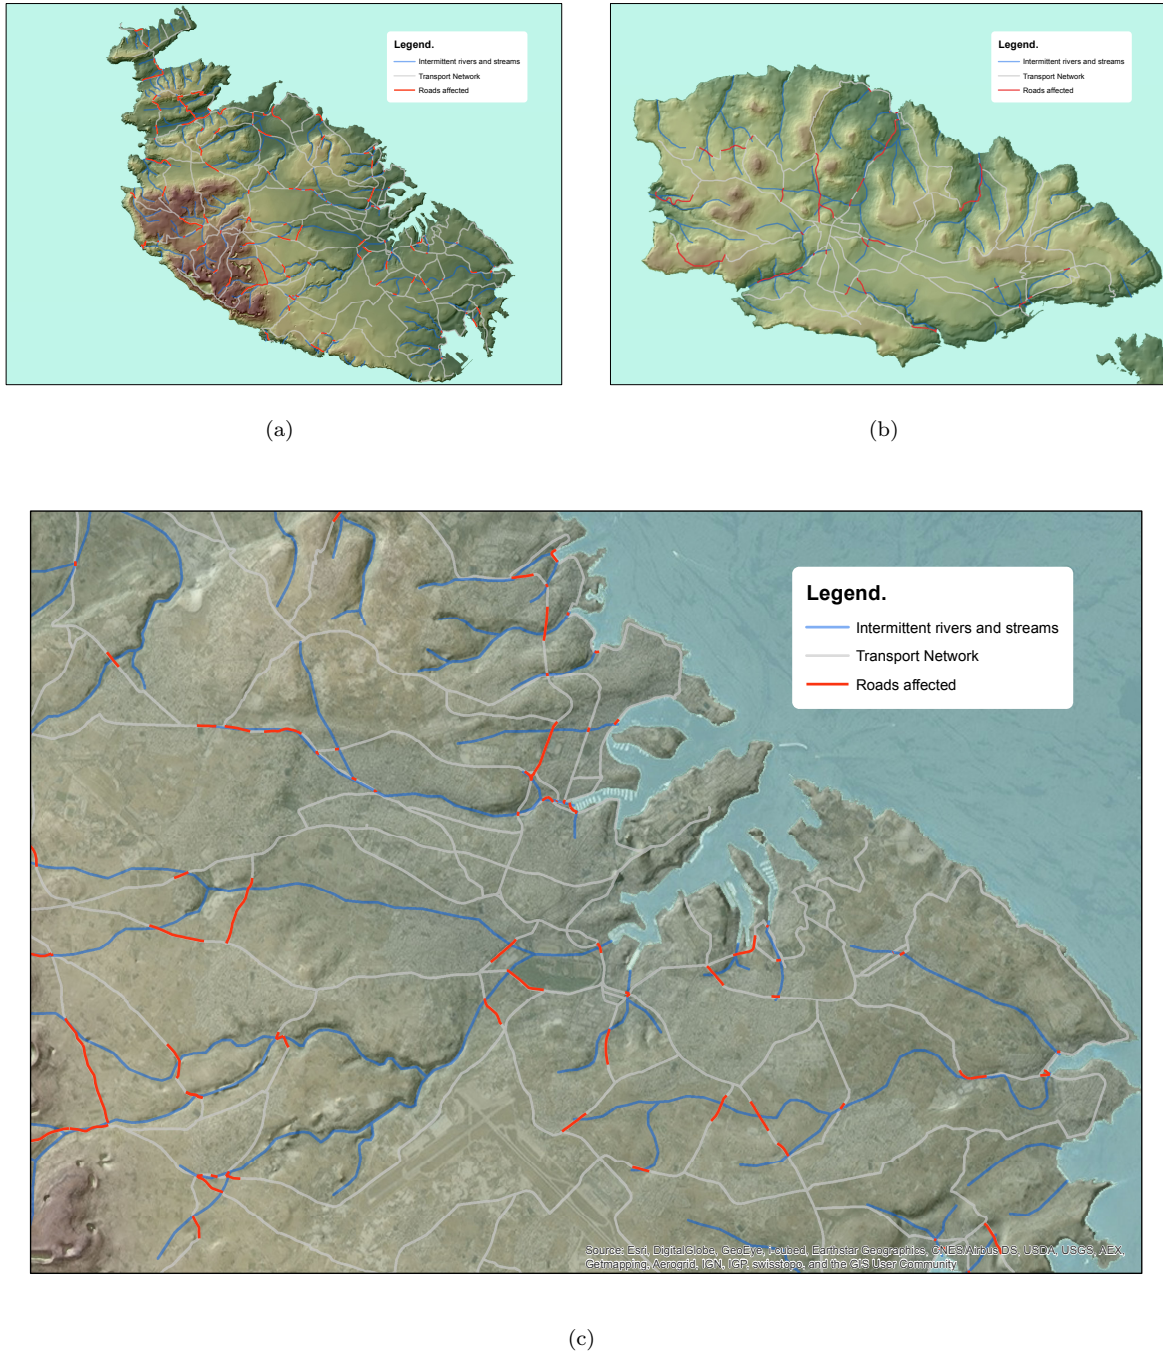 Legend.
Intermittent rivers and streams
Transport Network
Roads affected
Legend.
Intermittent rivers and streams
Transport Network
Roads affected
(a)
(b)
Legend.
Intermittent rivers and streams
Transport Network
Roads affected
Source: Esri, DigitalGlobe, GeoEye, i-cubed, Earthstar Geographics, CNES/Airbus DS, USDA, USGS, AEX,
Getmapping, Aerogrid, IGN, IGP, swisstopo, and the GIS User Community
(c)